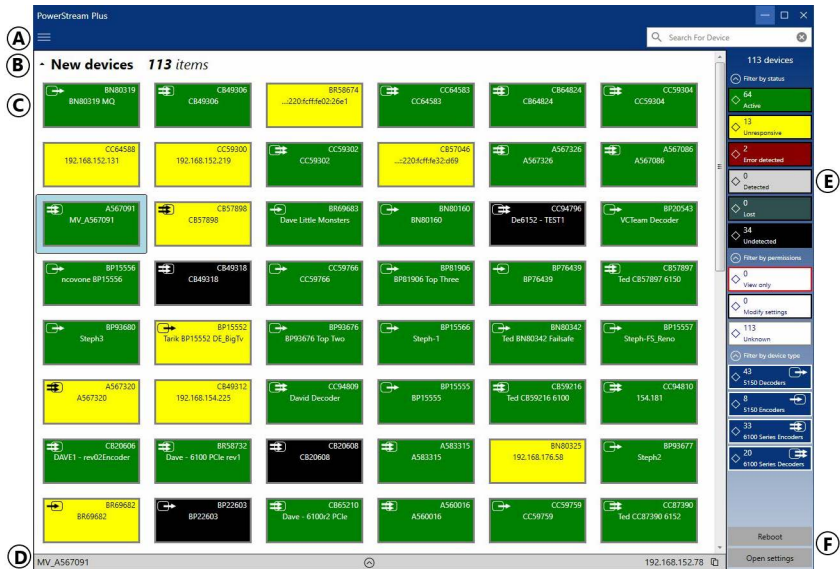 PowerStream Plus
A
Search For Device
B
New devices 113 items
113 devices
Filter by status
C
BN80319
BN80319 MQ
CB49306
CB49306
BR58674
...:220:fcff:fe02:26e1
CC64583
CC64583
CB64824
CB64824
CC59304
CC59304
64
Active
13
Unresponsive
CC64588
192.168.152.131
CC59300
192.168.152.219
CC59302
CC59302
CB57046
...:220:fcff:fe32:d69
A567326
A567326
A567086
A567086
2
Error detected
0
Detected
E
A567091
MV_A567091
CB57898
CB57898
BR69683
Dave Little Monsters
BN80160
BN80160
CC94796
De6152 - TEST1
BP20543
VCTeam Decoder
0
Lost
34
Undetected
Filter by permissions
BP15556
ncovone BP15556
CB49318
CB49318
CC59766
CC59766
BP81906
BP81906 Top Three
BP76439
BP76439
CB57897
Ted CB57897 6150
0
View only
0
Modify settings
BP93680
Steph3
BP15552
Tarik BP15552 DE_BigTv
BP93676
BP93676 Top Two
BP15566
Steph-1
BN80342
Ted BN80342 Failsafe
BP15557
Steph-FS_Reno
113
Unknown
Filter by device type
A567320
A567320
CB49312
192.168.154.225
CC94809
David Decoder
BP15555
BP15555
CB59216
Ted CB59216 6100
CC94810
154.181
43
5150 Decoders
8
5150 Encoders
CB20606
DAVE1 - rev02Encoder
BR58732
Dave - 6100 PCIe rev1
CB20608
CB20608
A583315
A583315
BN80325
192.168.176.58
BP93677
Steph2
33
6100 Series Encoders
20
6100 Series Decoders
BR69682
BR69682
BP22603
BP22603
CB65210
Dave - 6100r2 PCIe
A560016
A560016
CC59759
CC59759
CC87390
Ted CC87390 6152
Reboot
F
D
MV_A567091
192.168.152.78
Open settings